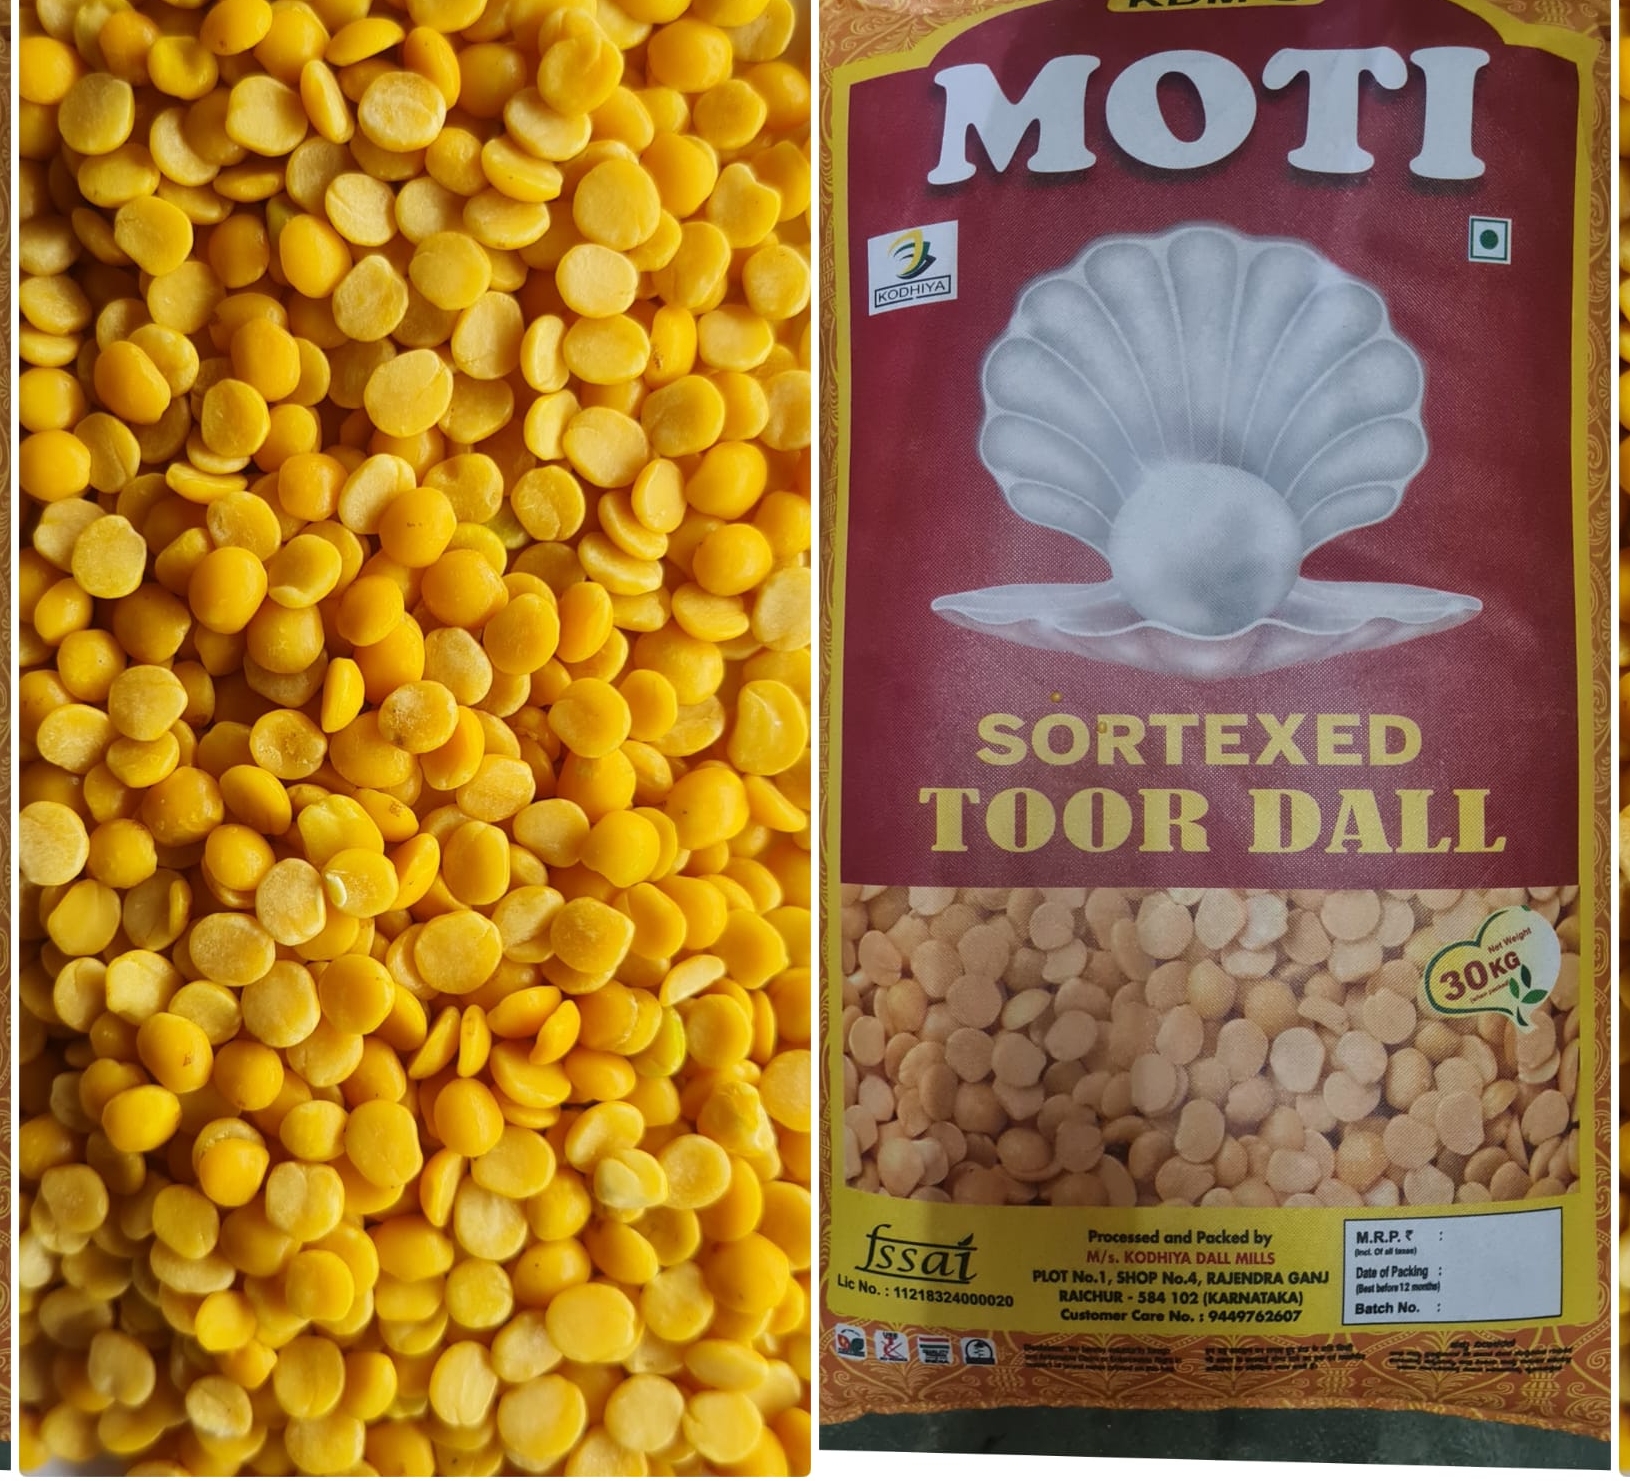 MOTI
KODHIYA
SORTEXED
TOOR DALL
Net Weight
30KG
fssai
Lic No. : 11218324000020
Processed and Packed by
M/s. KODHIYA DALL MILLS
PLOT No.1, SHOP No.4, RAJENDRA GANJ
RAICHUR - 584 102 (KARNATAKA)
Customer Care No. : 9449762607
M.R.P. ₹ :
(Incl. Of all taxes)
Date of Packing :
(Best before 12 months)
Batch No. :